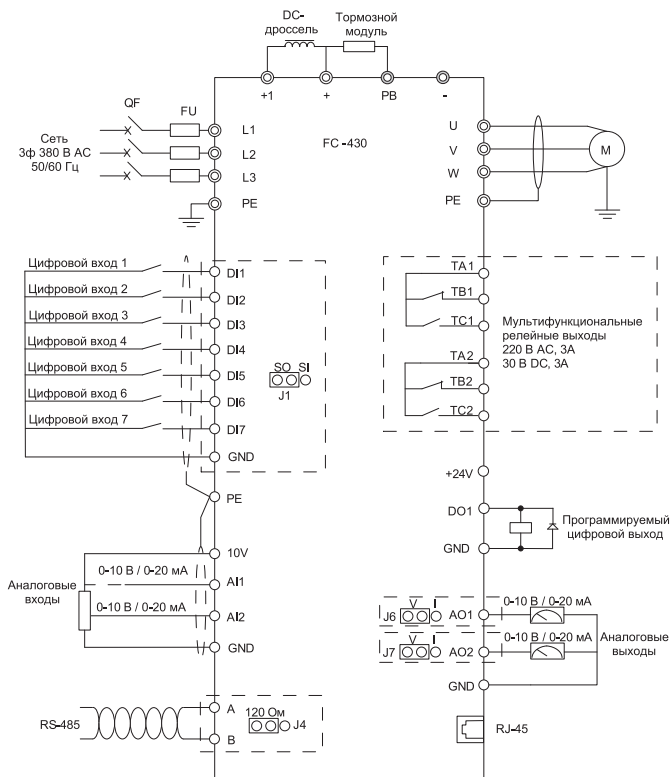 DC-
дроссель
Тормозной
модуль
+1
+
PB
-
QF
FU
Сеть
3ф 380 В AC
50/60 Гц
L1
L2
L3
PE
FC-430
U
V
W
PE
M
Цифровой вход 1
Цифровой вход 2
Цифровой вход 3
Цифровой вход 4
Цифровой вход 5
Цифровой вход 6
Цифровой вход 7
DI1
DI2
DI3
DI4
DI5
DI6
DI7
GND
SO SI
J1
TA1
TB1
TC1
TA2
TB2
TC2
Мультифункциональные
релейные выходы
220 В AC, 3А
30 В DC, 3А
PE
+24V
DO1
GND
Программируемый
цифровой выход
Аналоговые
входы
0-10 В / 0-20 мА
0-10 В / 0-20 мА
10V
AI1
AI2
GND
J6
V I
AO1
0-10 В / 0-20 мА
J7
V I
AO2
0-10 В / 0-20 мА
GND
Аналоговые
выходы
RS-485
A
B
120 Ом
J4
RJ-45